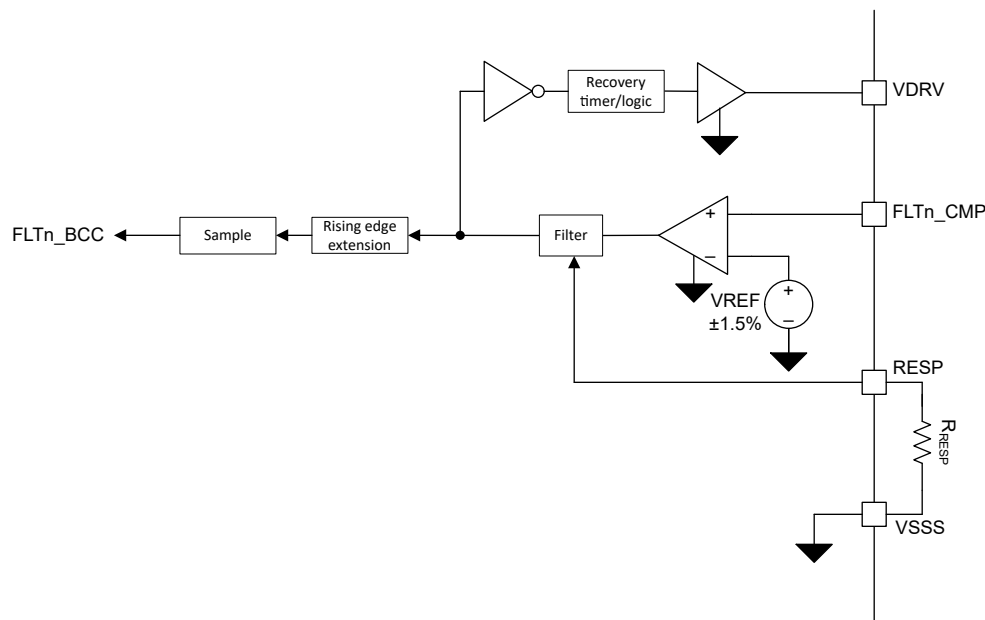 Recovery
timer/logic
VDRV
FLTn_CMP
+
−
FLTn_BCC
Sample
Rising edge
extension
Filter
VREF
±1.5%
+
−
RESP
RRESP
VSSS